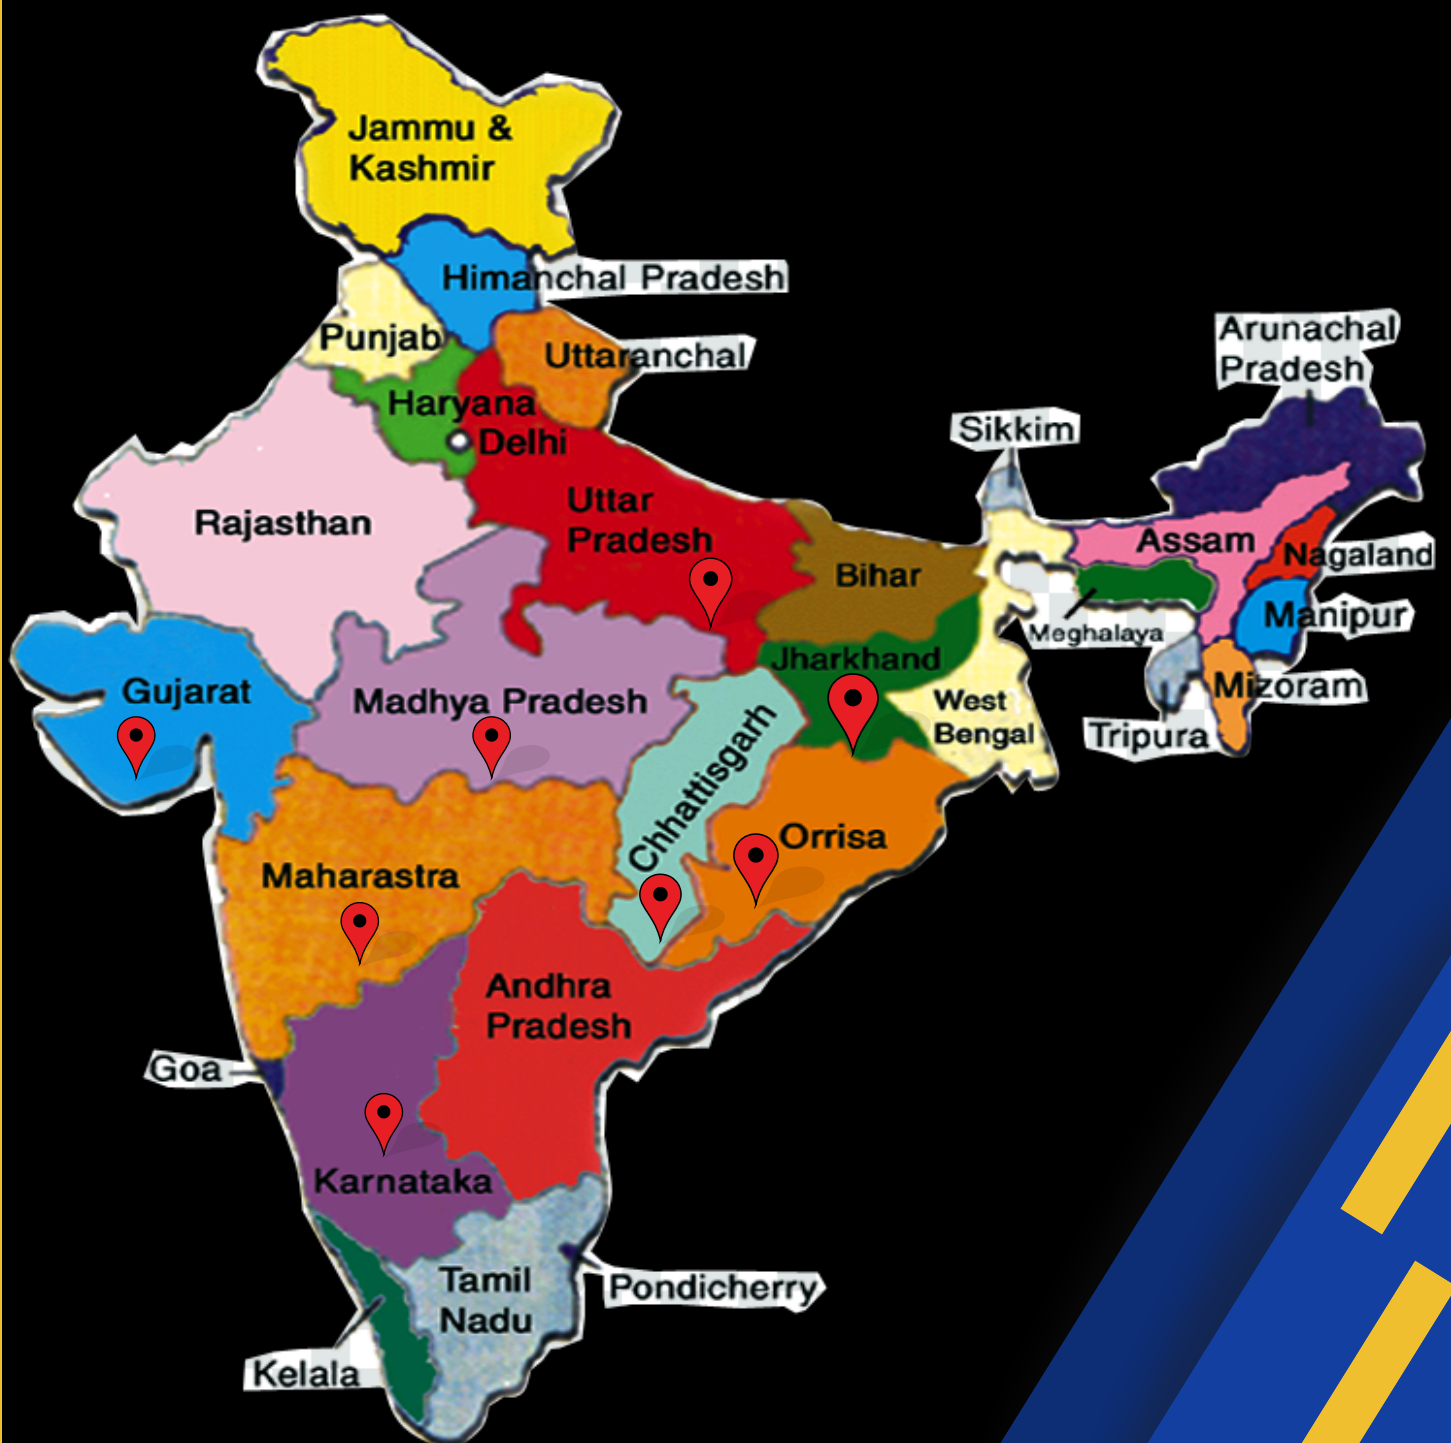 Jammu &
Kashmir
Himanchal Pradesh
Punjab
Uttaranchal
Haryana
Delhi
Arunachal
Pradesh
Sikkim
Rajasthan
Uttar
Pradesh
Bihar
Assam
Nagaland
Manipur
Meghalaya
Mizoram
Tripura
Gujarat
Madhya Pradesh
Jharkhand
West
Bengal
Chhattisgarh
Orrisa
Maharastra
Andhra
Pradesh
Goa
Karnataka
Tamil
Nadu
Pondicherry
Kelala